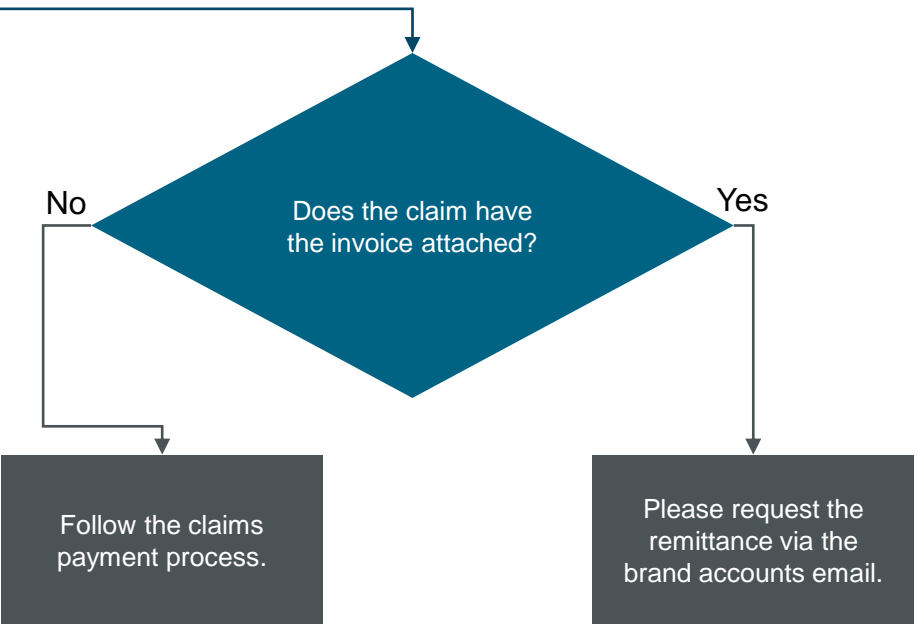 No
Yes
Does the claim have
the invoice attached?
Follow the claims
payment process.
Please request the
remittance via the
brand accounts email.